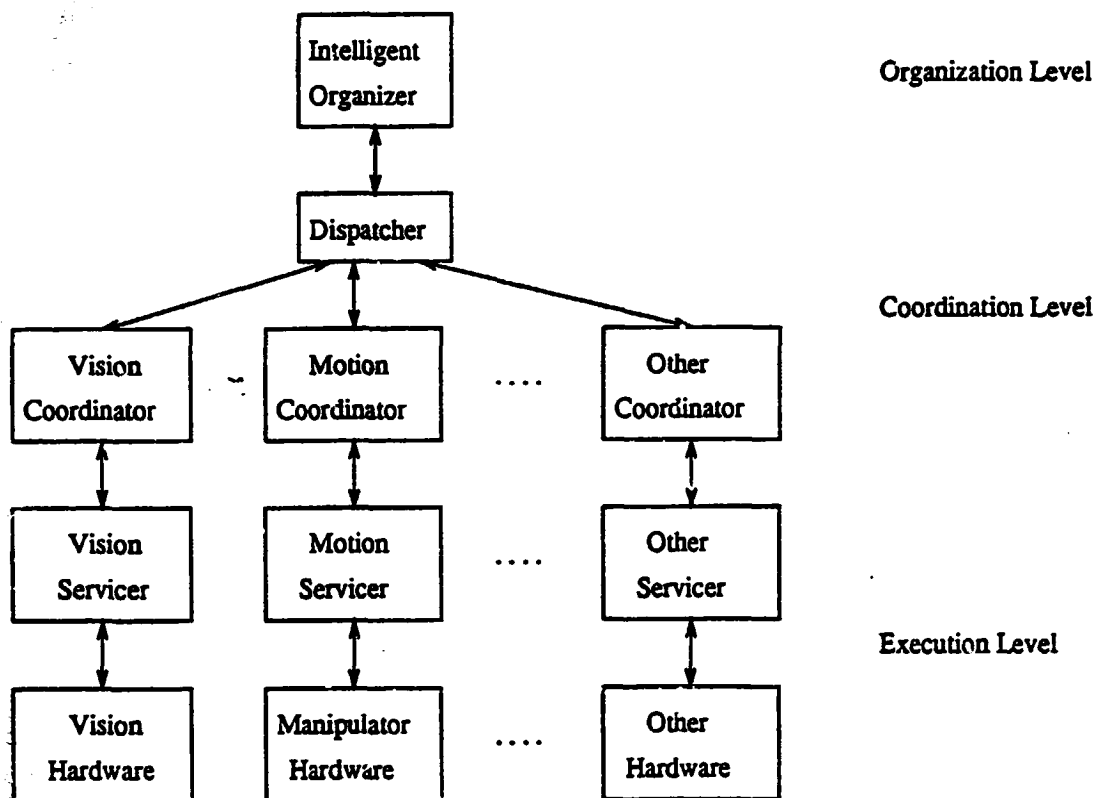 Intelligent
Organizer
Organization Level
Dispatcher
Coordination Level
Vision
Coordinator
Motion
Coordinator
....
Other
Coordinator
Vision
Servicer
Motion
Servicer
....
Other
Servicer
Execution Level
Vision
Hardware
Manipulator
Hardware
....
Other
Hardware